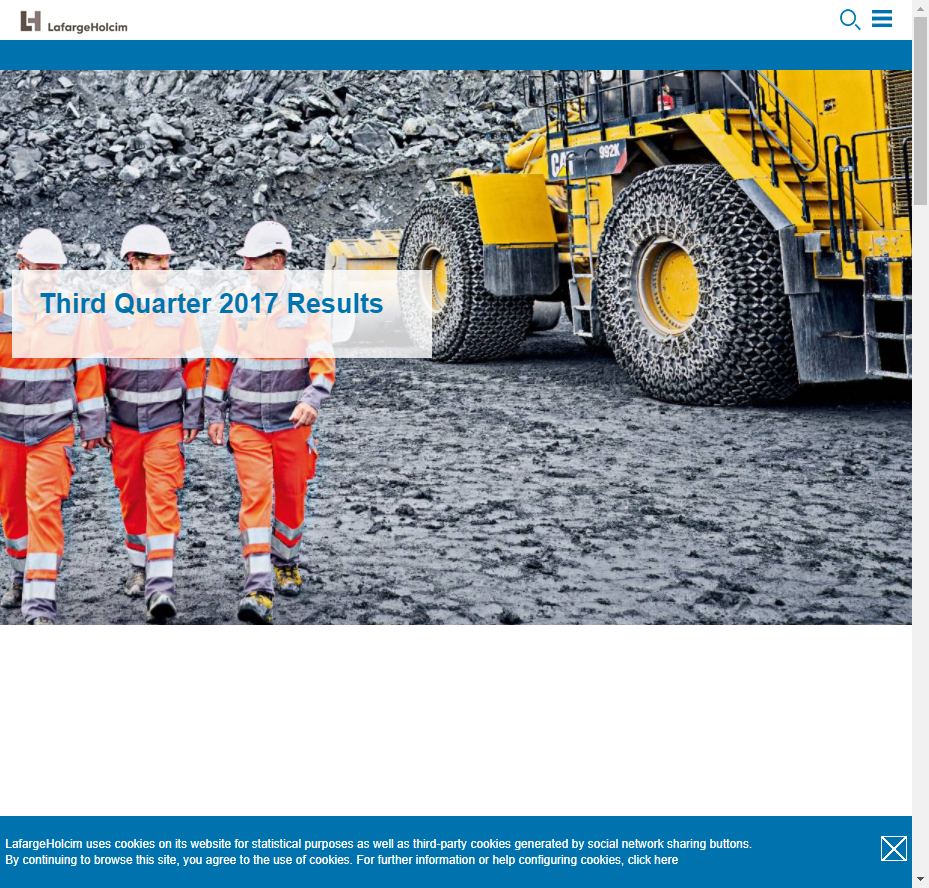 LafargeHolcim
CAT 992K
Third Quarter 2017 Results
LafargeHolcim uses cookies on its website for statistical purposes as well as third-party cookies generated by social network sharing buttons.
By continuing to browse this site, you agree to the use of cookies. For further information or help configuring cookies, click here